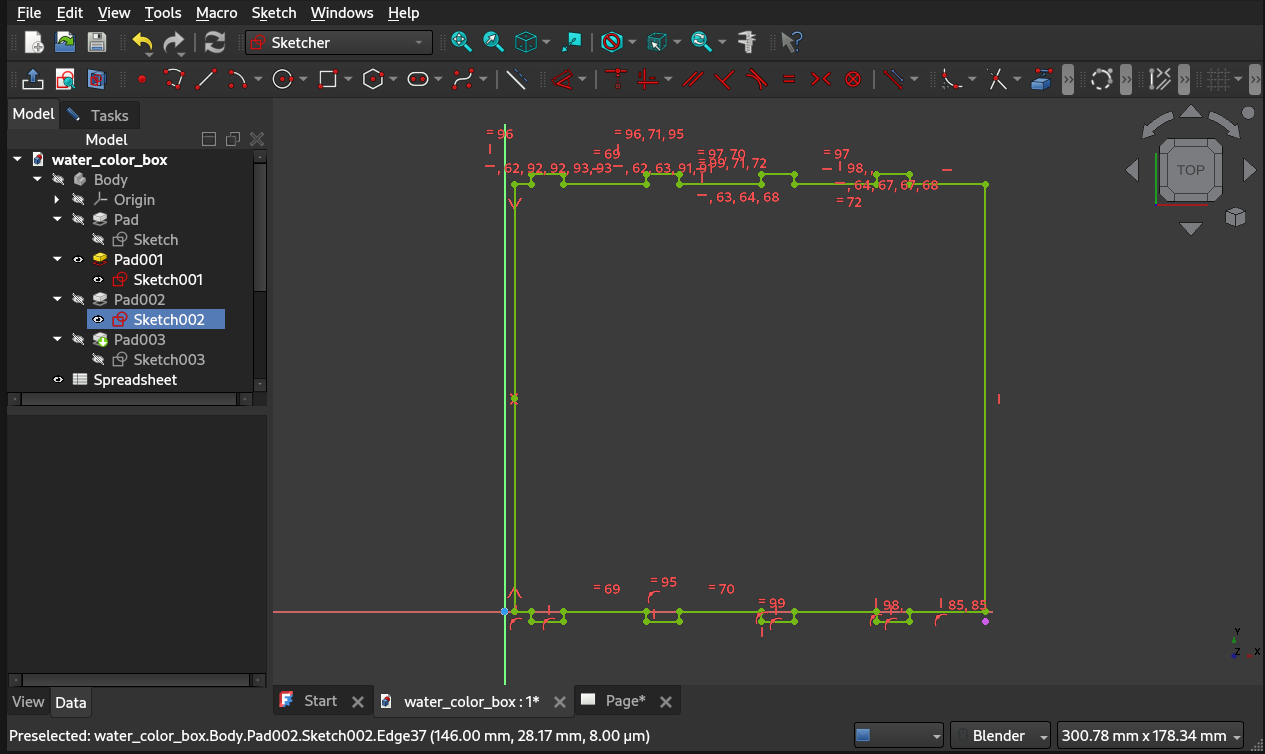 File Edit View Tools Macro Sketch Windows Help
Sketcher
Model Tasks
Model
water_color_box
Body
Origin
Pad
Sketch
Pad001
Sketch001
Pad002
Sketch002
Pad003
Sketch003
Spreadsheet
= 96
= 96, 71, 95
= 69
= 97, 70
= 97
, 62, 92, 92, 93, 93
, 62, 63, 91, 91
= 99, 71, 72
98,
, 64, 67, 67, 68
, 63, 64, 68
= 72
TOP
= 69
= 95
= 70
= 99
98,
85, 85
Y
Z X
View Data
Start
water_color_box : 1*
Page*
Preselected: water_color_box.Body.Pad002.Sketch002.Edge37 (146.00 mm, 28.17 mm, 8.00 µm)
Blender
300.78 mm x 178.34 mm